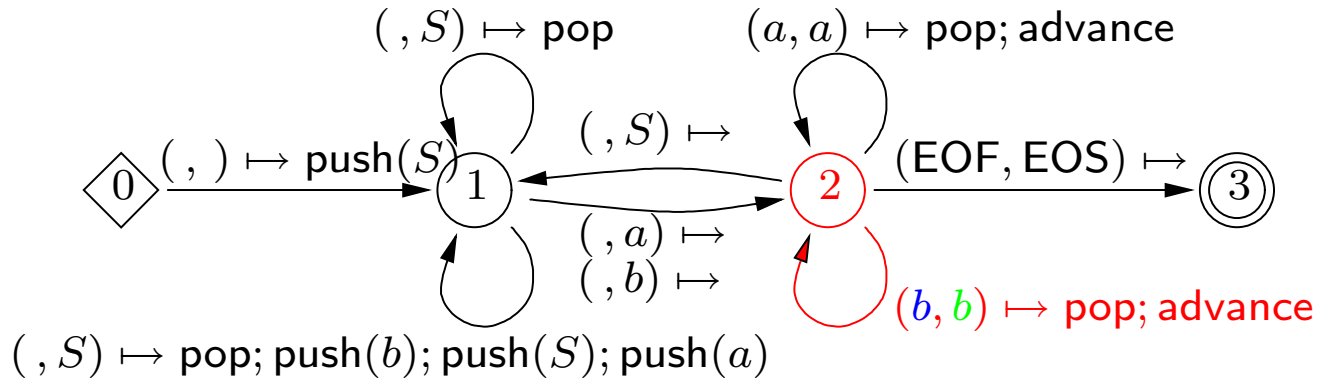 ( , S) ↦ pop
(a, a) ↦ pop; advance
( , ) ↦ push(S)
( , S) ↦
(EOF, EOS) ↦
0
1
2
3
( , a) ↦
( , b) ↦
(b, b) ↦ pop; advance
( , S) ↦ pop; push(b); push(S); push(a)